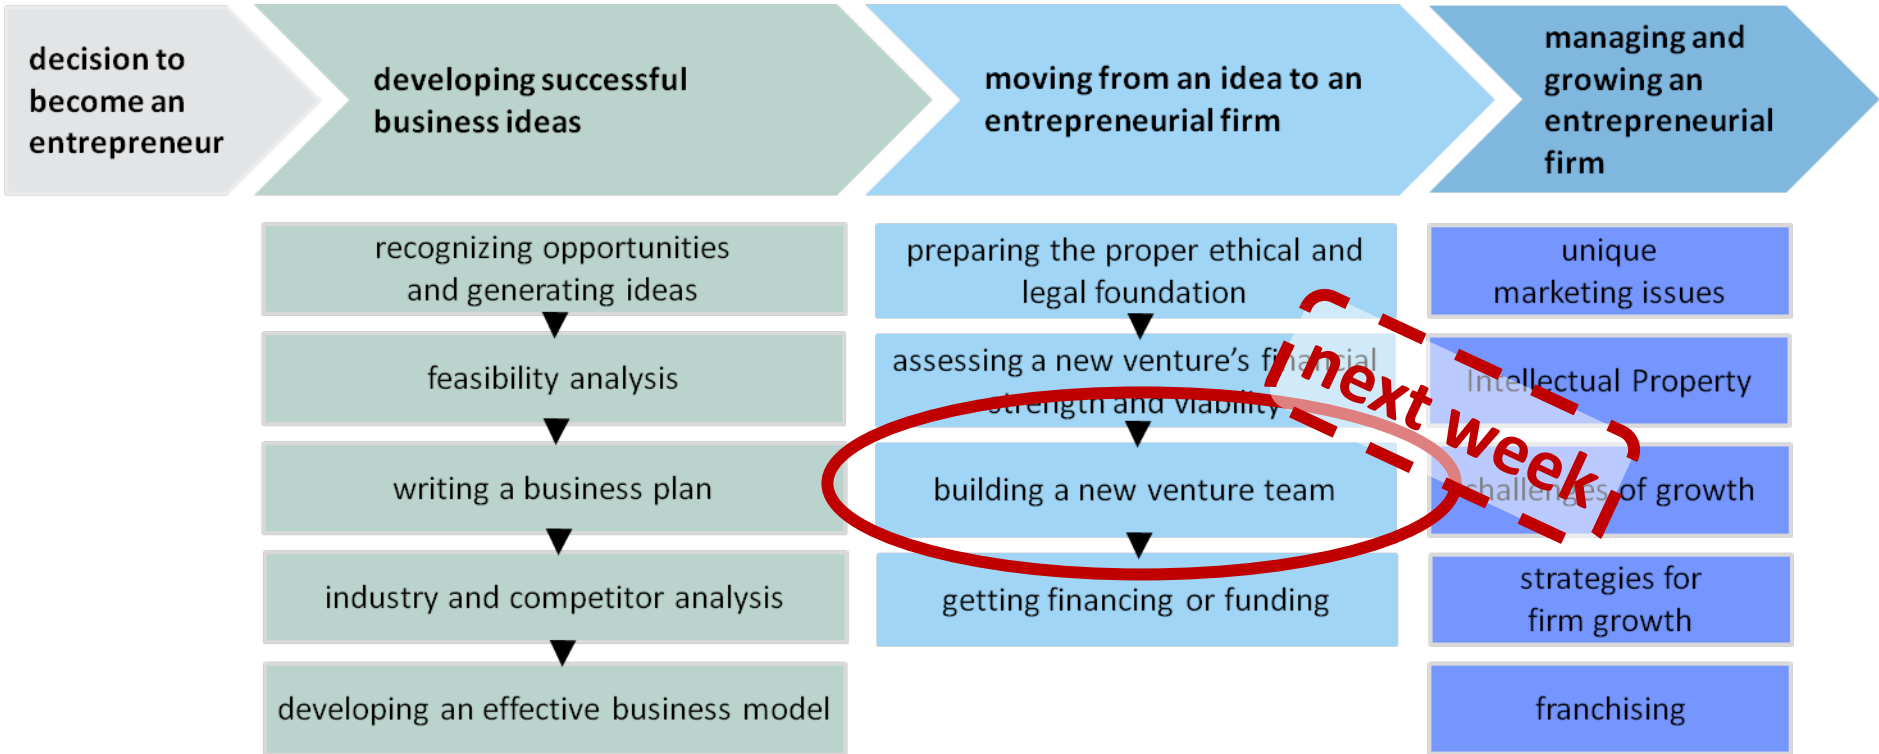 decision to
become an
entrepreneur
developing successful
business ideas
moving from an idea to an
entrepreneurial firm
managing and
growing an
entrepreneurial
firm
recognizing opportunities
and generating ideas
feasibility analysis
writing a business plan
industry and competitor analysis
developing an effective business model
preparing the proper ethical and
legal foundation
assessing a new venture’s financial
strength and viability
building a new venture team
getting financing or funding
next week
unique
marketing issues
Intellectual Property
challenges of growth
strategies for
firm growth
franchising